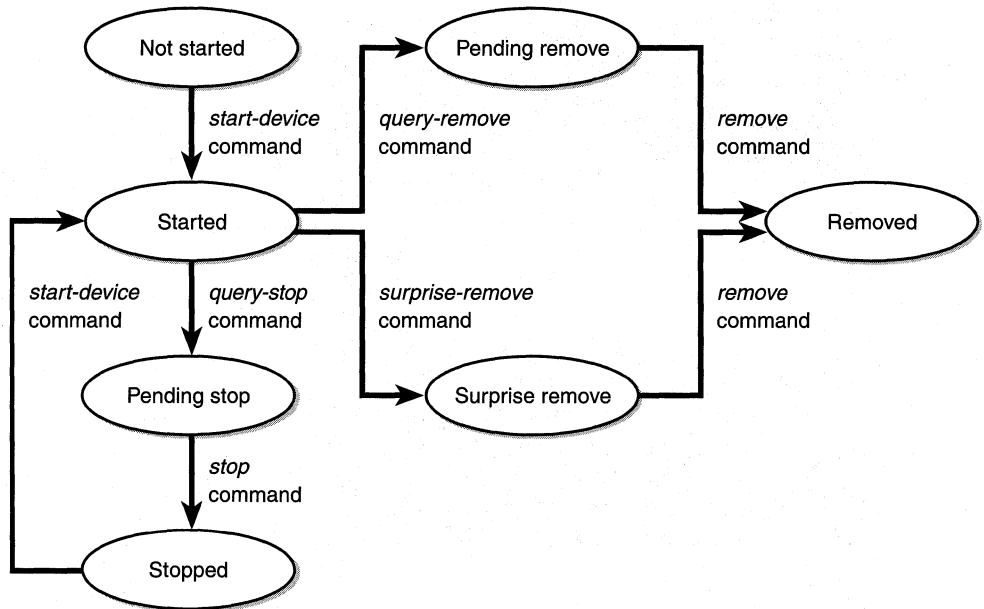 Not started
Pending remove
start-device
command
query-remove
command
remove
command
Started
Removed
start-device
command
query-stop
command
surprise-remove
command
remove
command
Pending stop
Surprise remove
stop
command
Stopped